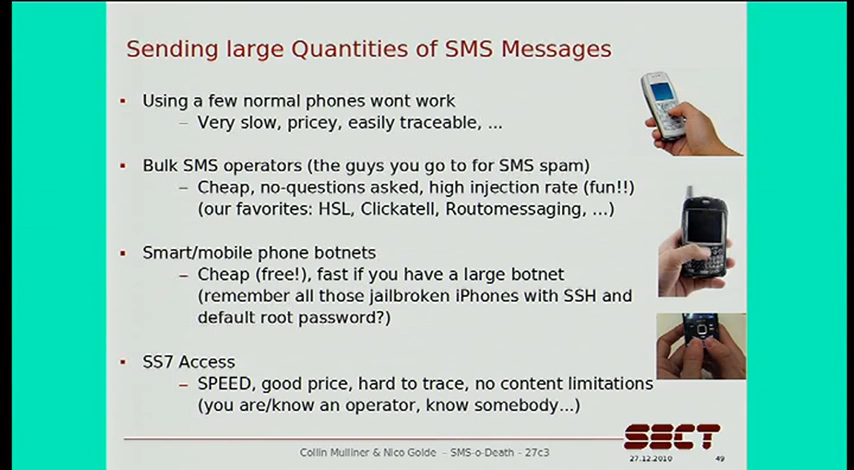 Sending large Quantities of SMS Messages
Using a few normal phones wont work
– Very slow, pricey, easily traceable, ...
Bulk SMS operators (the guys you go to for SMS spam)
– Cheap, no-questions asked, high injection rate (fun!!)
(our favorites: HSL, Clickatell, Routomessaging, ...)
Smart/mobile phone botnets
– Cheap (free!), fast if you have a large botnet
(remember all those jailbroken iPhones with SSH and
default root password?)
SS7 Access
– SPEED, good price, hard to trace, no content limitations
(you are/know an operator, know somebody...)
SECT
Collin Mulliner & Nico Golde – SMS-o-Death - 27c3
27.12.2010
49